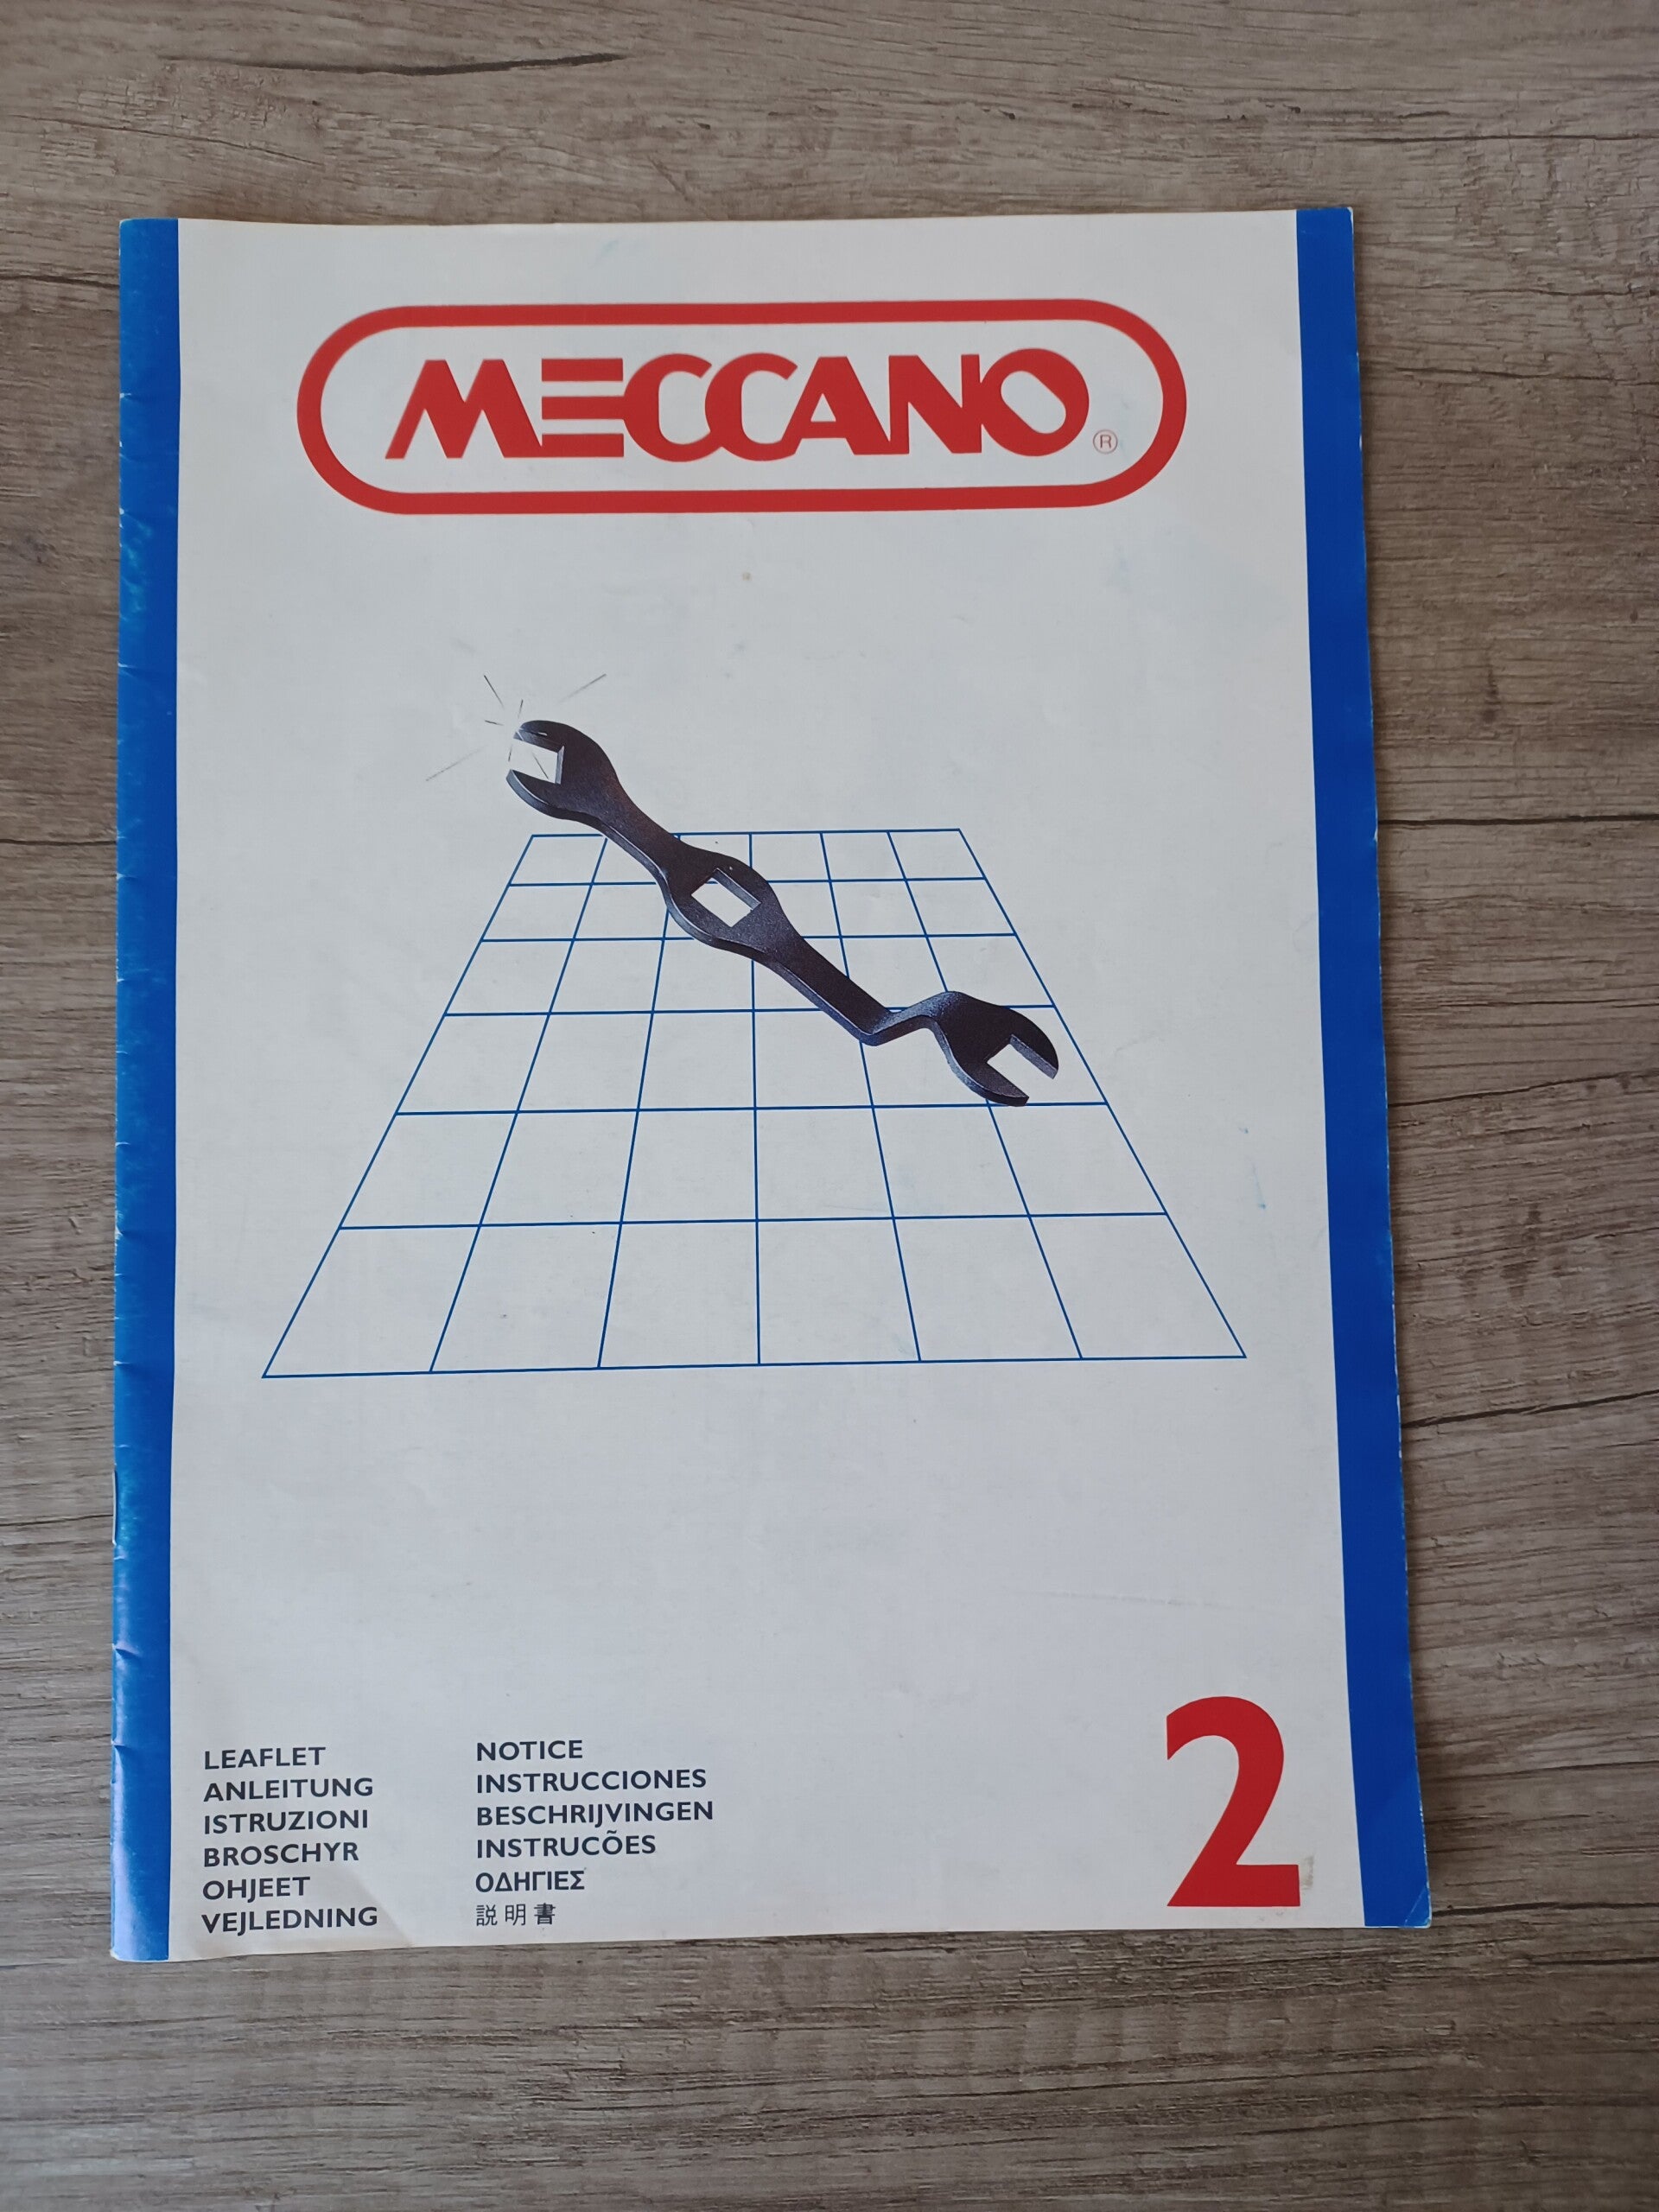 MECCANO®
LEAFLET
ANLEITUNG
ISTRUZIONI
BROSCHYR
OHJEET
VEJLEDNING
NOTICE
INSTRUCCIONES
BESCHRIJVINGEN
INSTRUCÕES
ΟΔΗΓΙΕΣ
説明書
2